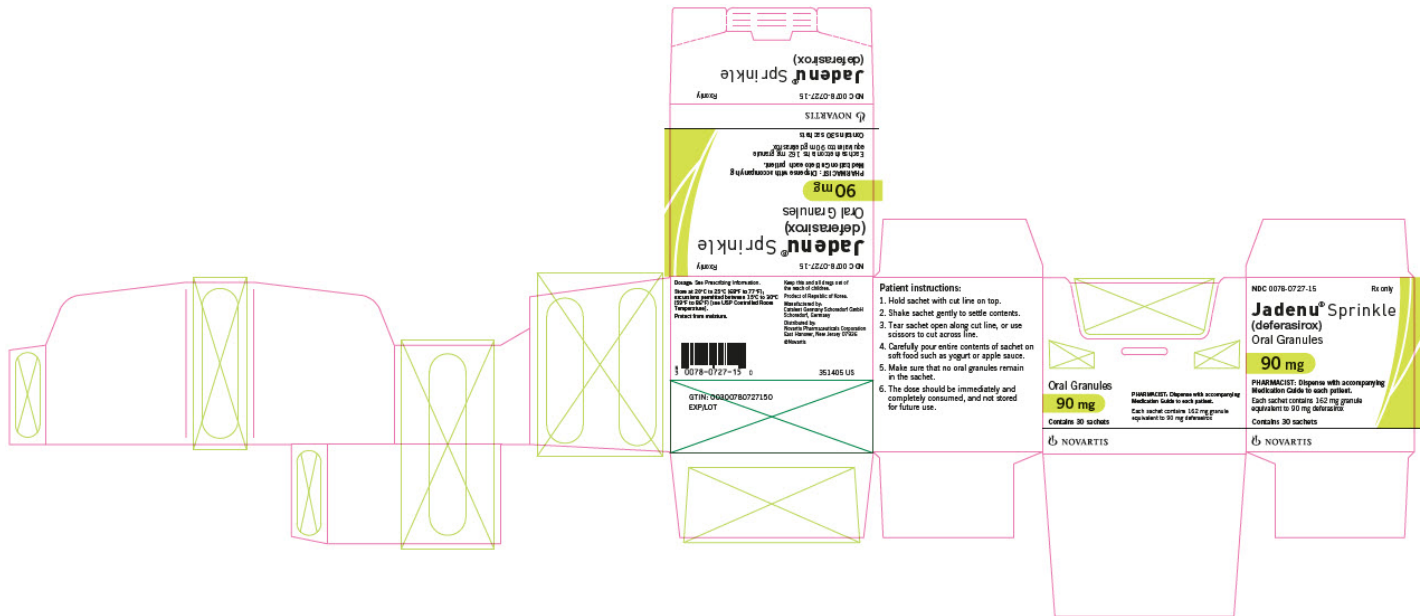 Jadenu® Sprinkle
(deferasirox)
NDC 0078-0727-15 Rx only
NOVARTIS
Contains 30 sachets
Each sachet contains 162 mg granule
equivalent to 90 mg deferasirox
PHARMACIST: Dispense with accompanying
Medication Guide to each patient.
90 mg
Oral Granules
(deferasirox)
Jadenu® Sprinkle
NDC 0078-0727-15 Rx only
Dosage: See Prescribing Information.
Store at 20°C to 25°C (68°F to 77°F);
excursions permitted between 15°C to 30°C
(59°F to 86°F) [see USP Controlled Room
Temperature].
Protect from moisture.
Keep this and all drugs out of
the reach of children.
Product of Republic of Korea.
Manufactured by:
Catalent Germany Schorndorf GmbH
Schorndorf, Germany
Distributed by:
Novartis Pharmaceuticals Corporation
East Hanover, New Jersey 07936
©Novartis
3 0078-0727-15 0
351405 US
GTIN: 00300780727150
EXP/LOT
Patient instructions:
1. Hold sachet with cut line on top.
2. Shake sachet gently to settle contents.
3. Tear sachet open along cut line, or use
scissors to cut across line.
4. Carefully pour entire contents of sachet on
soft food such as yogurt or apple sauce.
5. Make sure that no oral granules remain
in the sachet.
6. The dose should be immediately and
completely consumed, and not stored
for future use.
Oral Granules
90 mg
Contains 30 sachets
PHARMACIST: Dispense with accompanying
Medication Guide to each patient.
Each sachet contains 162 mg granule
equivalent to 90 mg deferasirox
NOVARTIS
NDC 0078-0727-15 Rx only
Jadenu® Sprinkle
(deferasirox)
Oral Granules
90 mg
PHARMACIST: Dispense with accompanying
Medication Guide to each patient.
Each sachet contains 162 mg granule
equivalent to 90 mg deferasirox
Contains 30 sachets
NOVARTIS